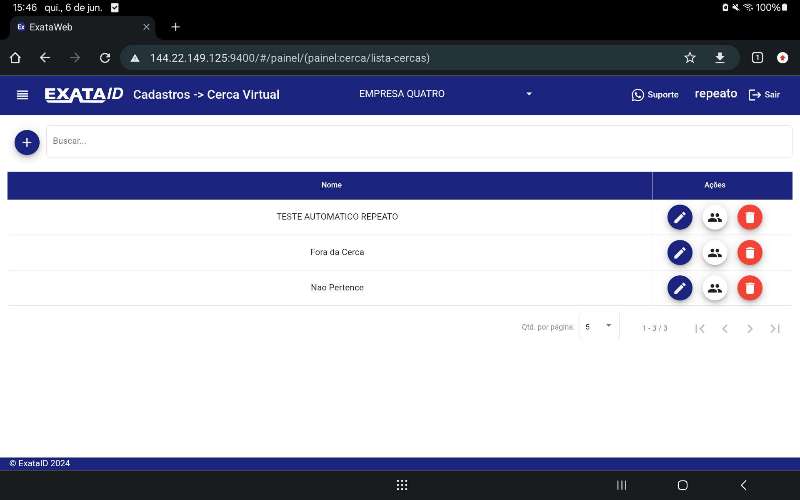 15:46 qui., 6 de jun. 100%
Ex ExataWeb
144.22.149.125:9400/#/painel/(painel:cerca/lista-cercas) 1
EXATAID Cadastros -> Cerca Virtual EMPRESA QUATRO Suporte repeato Sair
Buscar...
Nome Ações
TESTE AUTOMATICO REPEATO
Fora da Cerca
Nao Pertence
Qtd. por página: 5 1 - 3 / 3
© ExataID 2024